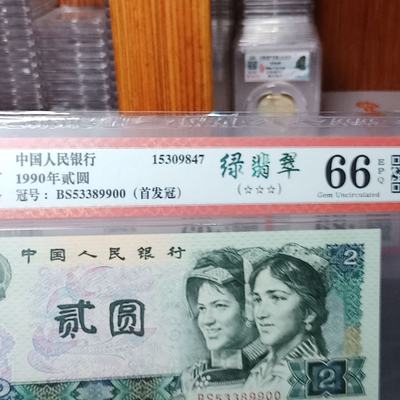 中国人民银行
1990年贰圆
冠号：BS53389900（首发冠）
15309847
绿翡翠
(☆☆☆)
66
EPQ
Gem Uncirculated
中国人民银行
2
贰圆
BS53389900
2